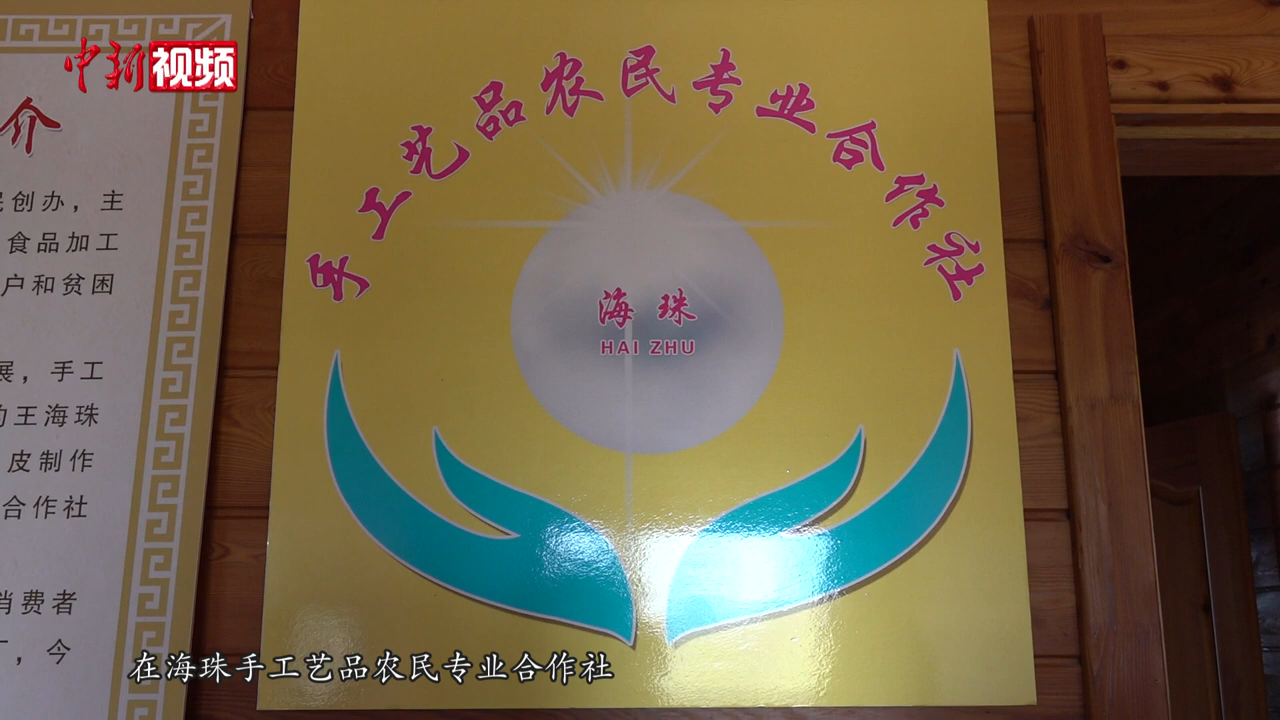 中新视频
介
民创办，主
食品加工
户和贫困
展，手工
的王海珠
皮制作
合作社
消费者
，今
手工艺品农民专业合作社
海珠
HAI ZHU
在海珠手工艺品农民专业合作社